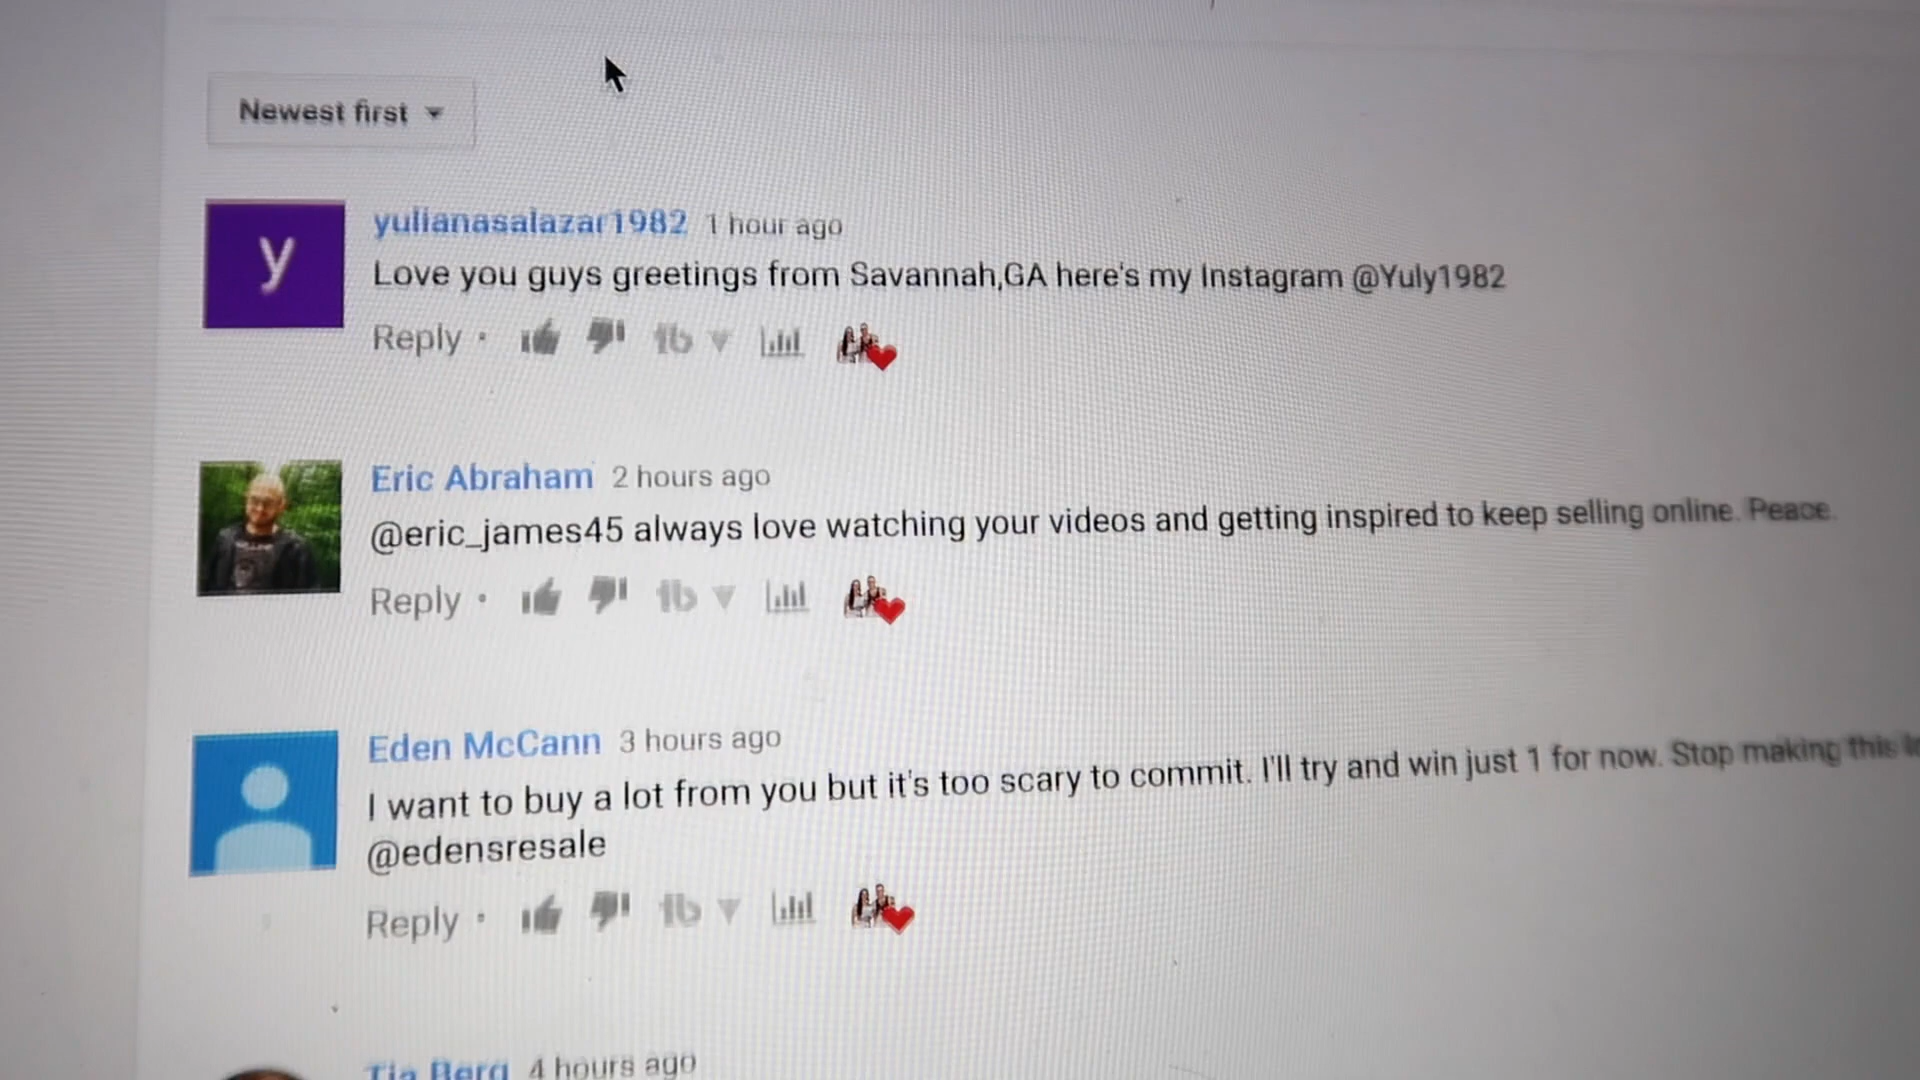 Newest first
y
yulianasalazar1982 1 hour ago
Love you guys greetings from Savannah,GA here's my Instagram @Yuly1982
Reply
Eric Abraham 2 hours ago
@eric_james45 always love watching your videos and getting inspired to keep selling online. Peace.
Reply
Eden McCann 3 hours ago
I want to buy a lot from you but it's too scary to commit. I'll try and win just 1 for now. Stop making this
@edensresale
Reply
Tia Berg 4 hours ago